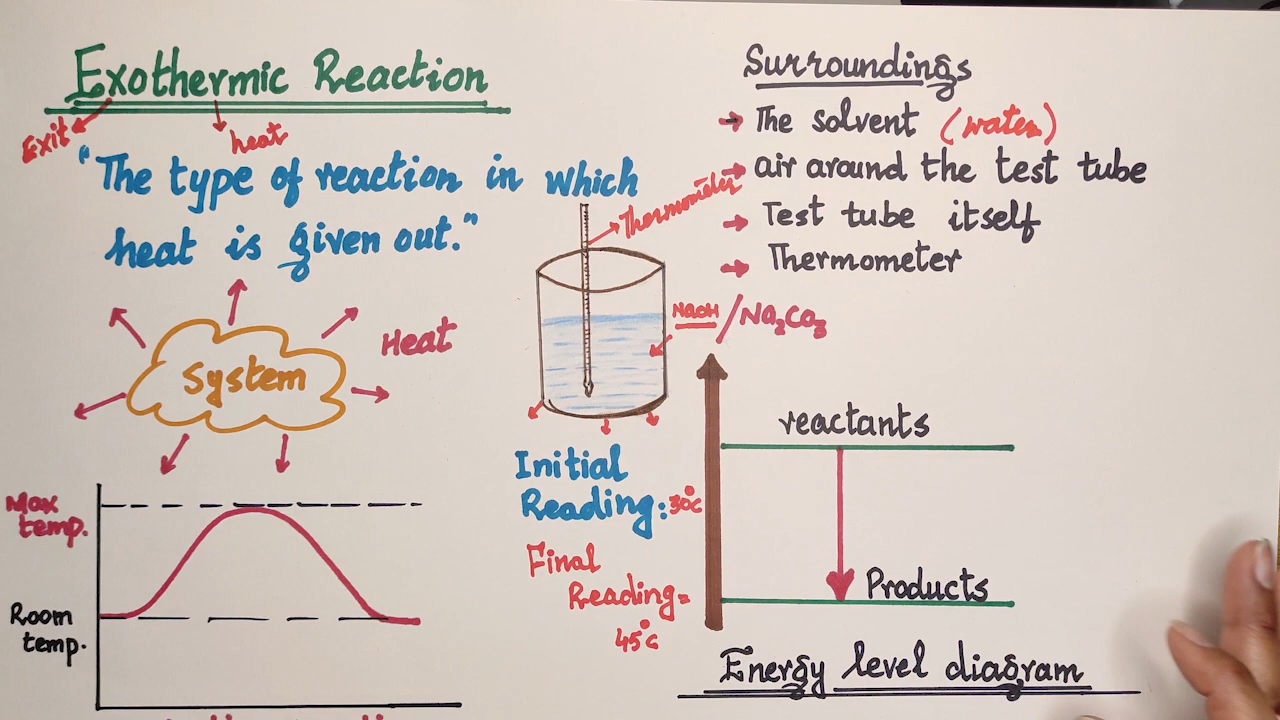 Exothermic Reaction
Exit
heat
"The type of reaction in which
heat is given out."
System
Heat
Max
temp.
Room
temp.
Thermometer
NaOH / Na2CO3
Initial
Reading: 30°C
Final
Reading=
45°C
Surroundings
→ The solvent (water)
→ air around the test tube
→ Test tube itself
→ Thermometer
reactants
Products
Energy level diagram